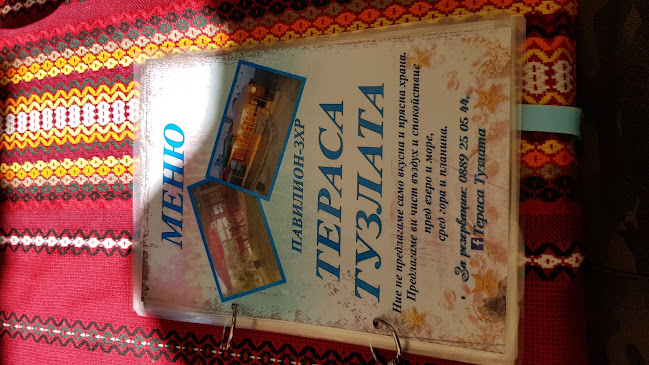 МЕНЮ
ПАВИЛИОН-ЗХР
ТЕРАСА
ТУЗЛАТА
Ние не предлагаме само вкусна и прясна храна,
Предлагаме ви чист въздух и спокойствие
пред езеро и море,
сред гора и планина.
За резервации: 0889 25 05 44,
Тераса Тузлата